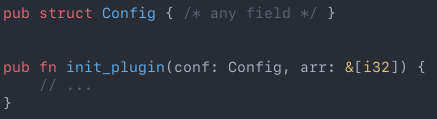 pub struct Config { /* any field */ }
pub fn init_plugin(conf: Config, arr: &[i32]) {
    // ...
}